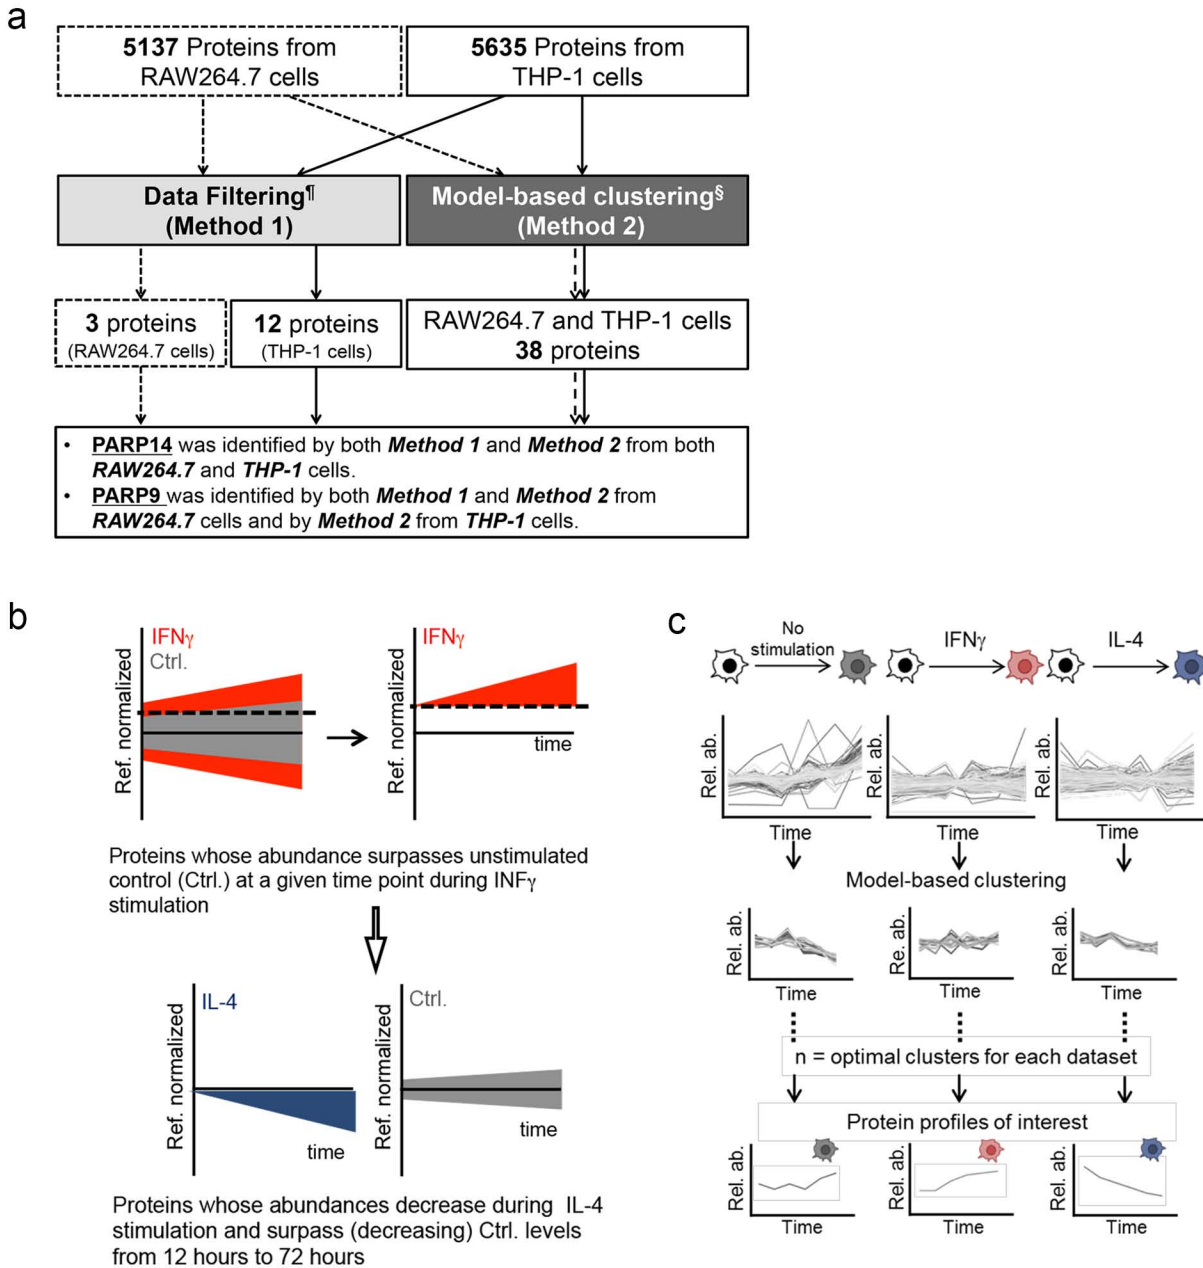 a
5137 Proteins from
RAW264.7 cells
5635 Proteins from
THP-1 cells
Data Filtering¶
(Method 1)
Model-based clustering§
(Method 2)
3 proteins
(RAW264.7 cells)
12 proteins
(THP-1 cells)
RAW264.7 and THP-1 cells
38 proteins
• PARP14 was identified by both Method 1 and Method 2 from both
RAW264.7 and THP-1 cells.
• PARP9 was identified by both Method 1 and Method 2 from
RAW264.7 cells and by Method 2 from THP-1 cells.
b
IFNγ
Ctrl.
Ref. normalized
IFNγ
Ref. normalized
time
Proteins whose abundance surpasses unstimulated
control (Ctrl.) at a given time point during INFγ
stimulation
IL-4
Ref. normalized
time
Ctrl.
Ref. normalized
time
Proteins whose abundances decrease during IL-4
stimulation and surpass (decreasing) Ctrl. levels
from 12 hours to 72 hours
c
No
stimulation
IFNγ
IL-4
Rel. ab.
Rel. ab.
Rel. ab.
Time
Time
Time
Model-based clustering
Rel. ab.
Rel. ab.
Rel. ab.
Time
Time
Time
n = optimal clusters for each dataset
Protein profiles of interest
Rel. ab.
Rel. ab.
Rel. ab.
Time
Time
Time